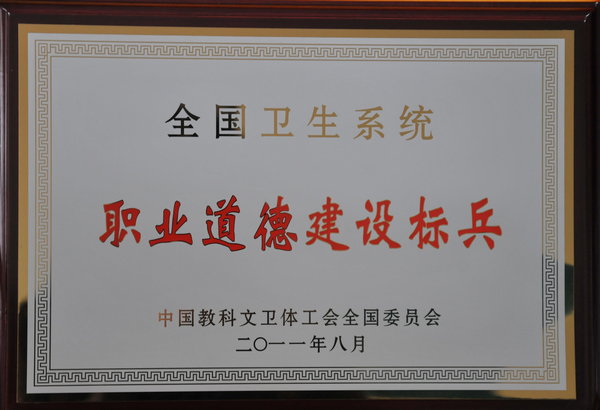 全国卫生系统
职业道德建设标兵
中国教科文卫体工会全国委员会
二〇一一年八月